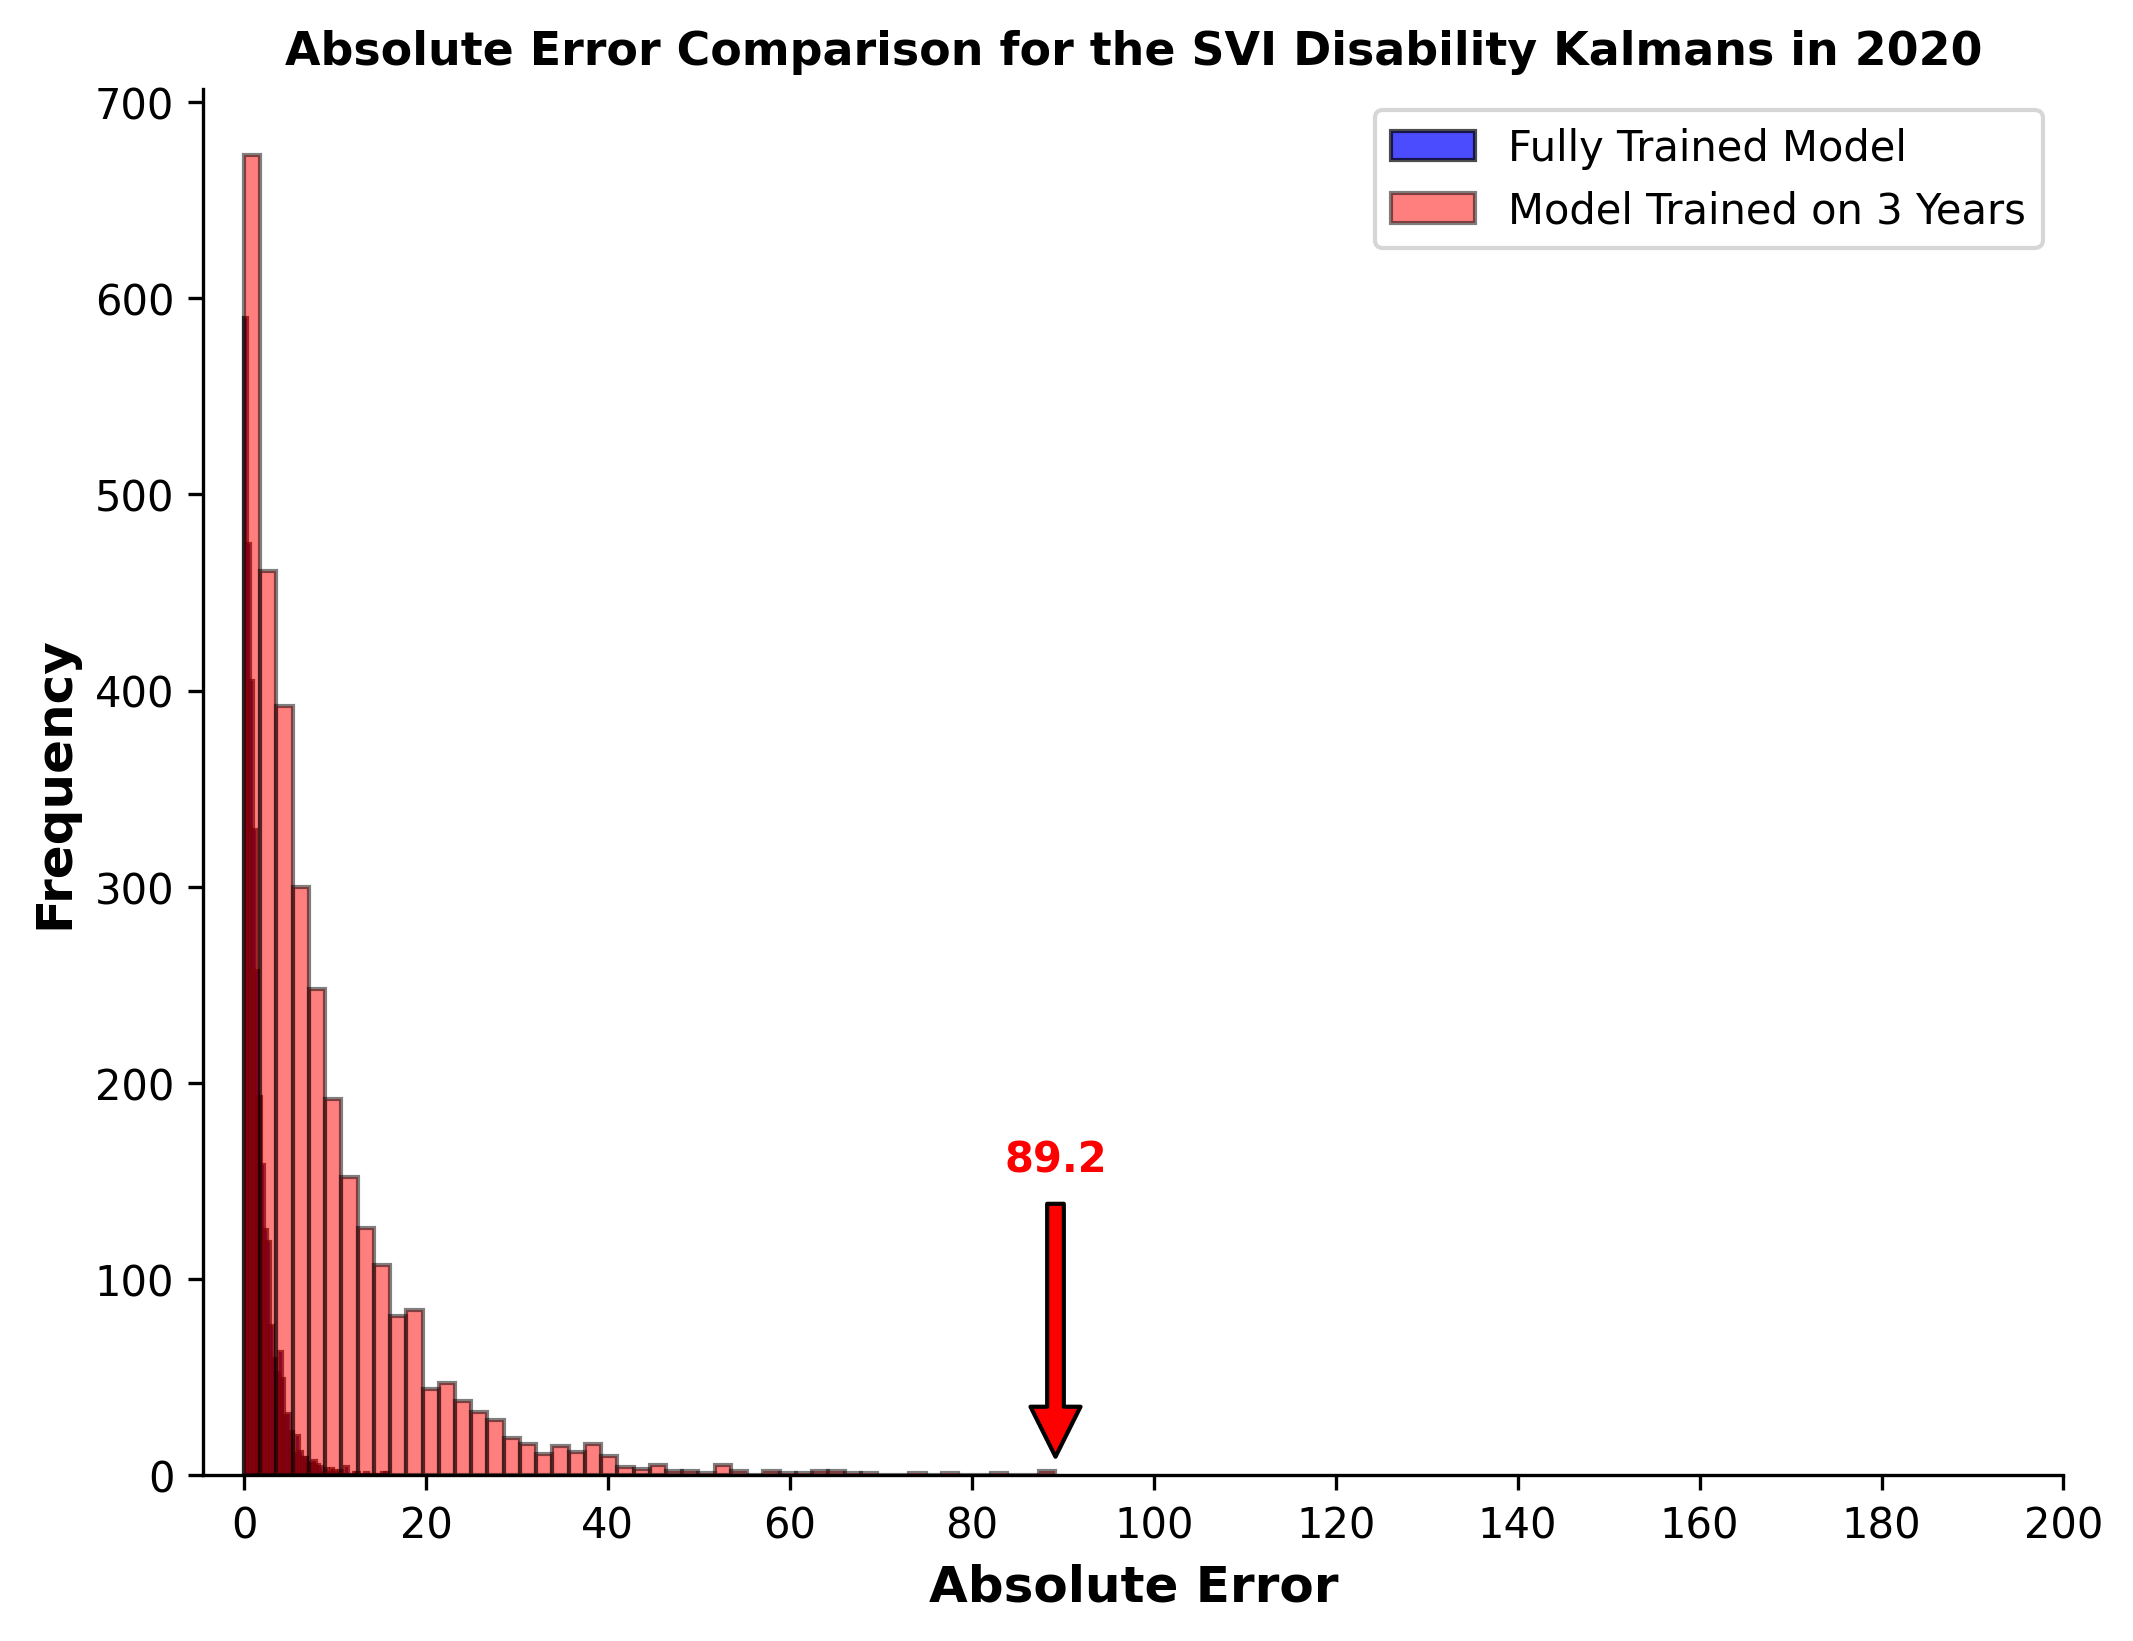 Absolute Error Comparison for the SVI Disability Kalmans in 2020
Fully Trained Model
Model Trained on 3 Years
Frequency
700
600
500
400
300
200
100
0
89.2
0 20 40 60 80 100 120 140 160 180 200
Absolute Error